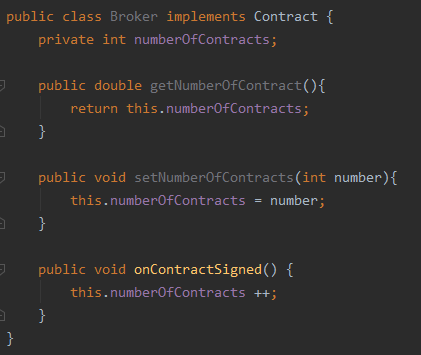 public class Broker implements Contract {
private int numberOfContracts;
public double getNumberOfContract(){
return this.numberOfContracts;
}
public void setNumberOfContracts(int number){
this.numberOfContracts = number;
}
public void onContractSigned() {
this.numberOfContracts ++;
}
}